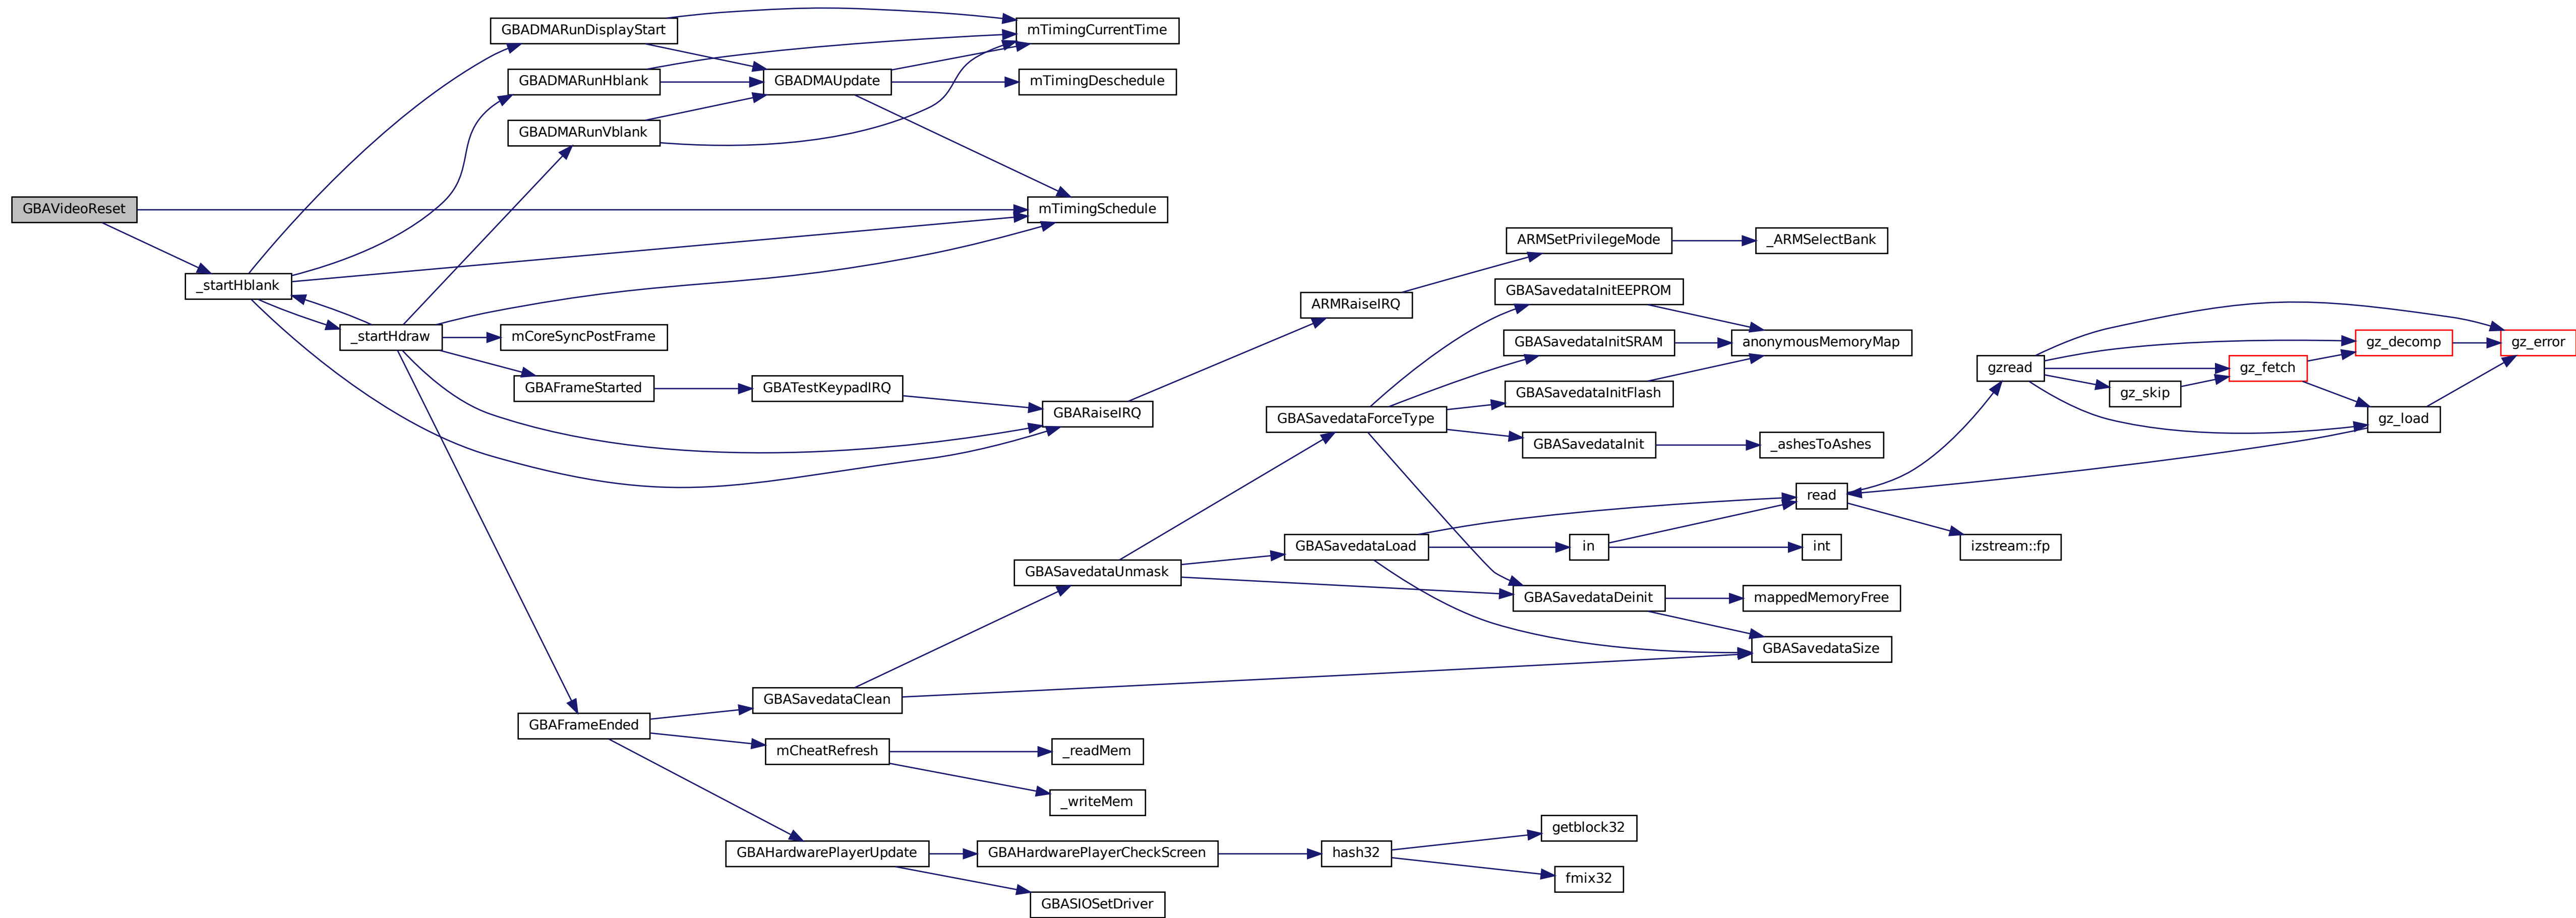 GBADMARunDisplayStart
mTimingCurrentTime
GBADMARunHblank
GBADMAUpdate
mTimingDeschedule
GBADMARunVblank
GBAVideoReset
mTimingSchedule
ARMSetPrivilegeMode
_ARMSelectBank
_startHblank
GBASavedataInitEEPROM
ARMRaiseIRQ
_startHdraw
mCoreSyncPostFrame
GBASavedataInitSRAM
anonymousMemoryMap
gz_decomp
gz_error
gzread
gz_fetch
GBAFrameStarted
GBATestKeypadIRQ
GBASavedataInitFlash
gz_skip
GBARaiseIRQ
GBASavedataForceType
gz_load
GBASavedataInit
_ashesToAshes
read
GBASavedataLoad
in
int
izstream::fp
GBASavedataUnmask
GBASavedataDeinit
mappedMemoryFree
GBASavedataSize
GBASavedataClean
GBAFrameEnded
mCheatRefresh
_readMem
_writeMem
getblock32
GBAHardwarePlayerUpdate
GBAHardwarePlayerCheckScreen
hash32
fmix32
GBASIOSetDriver